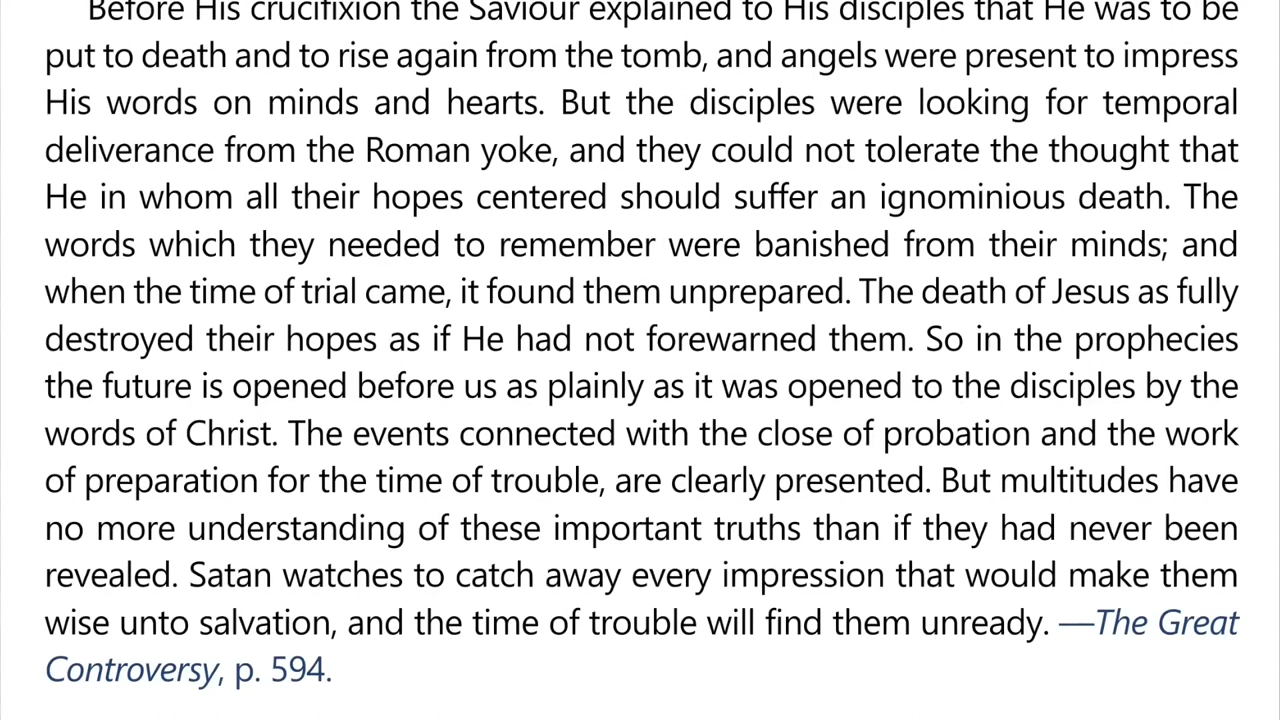 Before His crucifixion the Saviour explained to His disciples that He was to be
put to death and to rise again from the tomb, and angels were present to impress
His words on minds and hearts. But the disciples were looking for temporal
deliverance from the Roman yoke, and they could not tolerate the thought that
He in whom all their hopes centered should suffer an ignominious death. The
words which they needed to remember were banished from their minds; and
when the time of trial came, it found them unprepared. The death of Jesus as fully
destroyed their hopes as if He had not forewarned them. So in the prophecies
the future is opened before us as plainly as it was opened to the disciples by the
words of Christ. The events connected with the close of probation and the work
of preparation for the time of trouble, are clearly presented. But multitudes have
no more understanding of these important truths than if they had never been
revealed. Satan watches to catch away every impression that would make them
wise unto salvation, and the time of trouble will find them unready. —The Great
Controversy, p. 594.